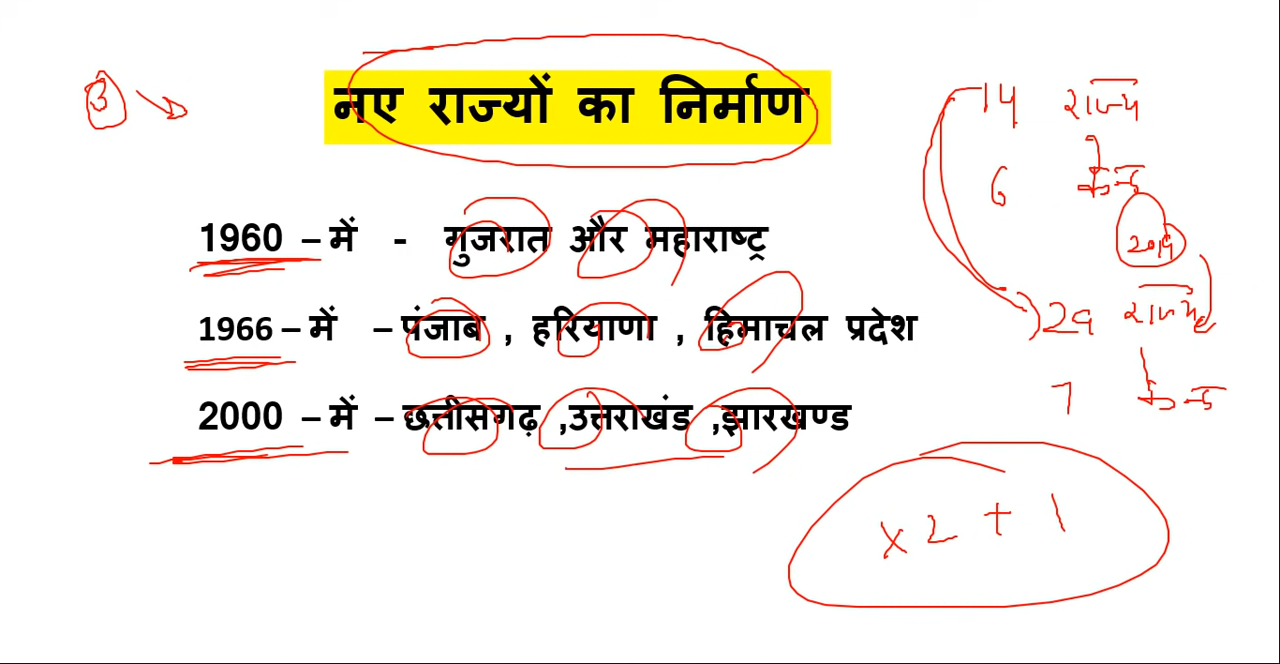 3
नए राज्यों का निर्माण
14 राज्य
6 केन्द्र
1960 – में - गुजरात और महाराष्ट्र
2019
1966 – में – पंजाब , हरियाणा , हिमाचल प्रदेश
29 राज्य
2000 – में – छत्तीसगढ़ ,उत्तराखंड ,झारखण्ड
7
x2 + 1